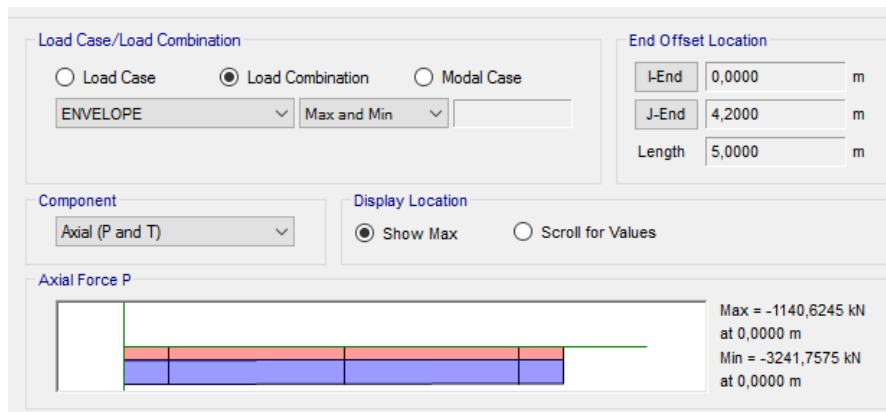 Load Case/Load Combination
Load Case
Load Combination
Modal Case
ENVELOPE
Max and Min
End Offset Location
I-End
0,0000
m
J-End
4,2000
m
Length
5,0000
m
Component
Axial (P and T)
Display Location
Show Max
Scroll for Values
Axial Force P
Max = -1140,6245 kN
at 0,0000 m
Min = -3241,7575 kN
at 0,0000 m